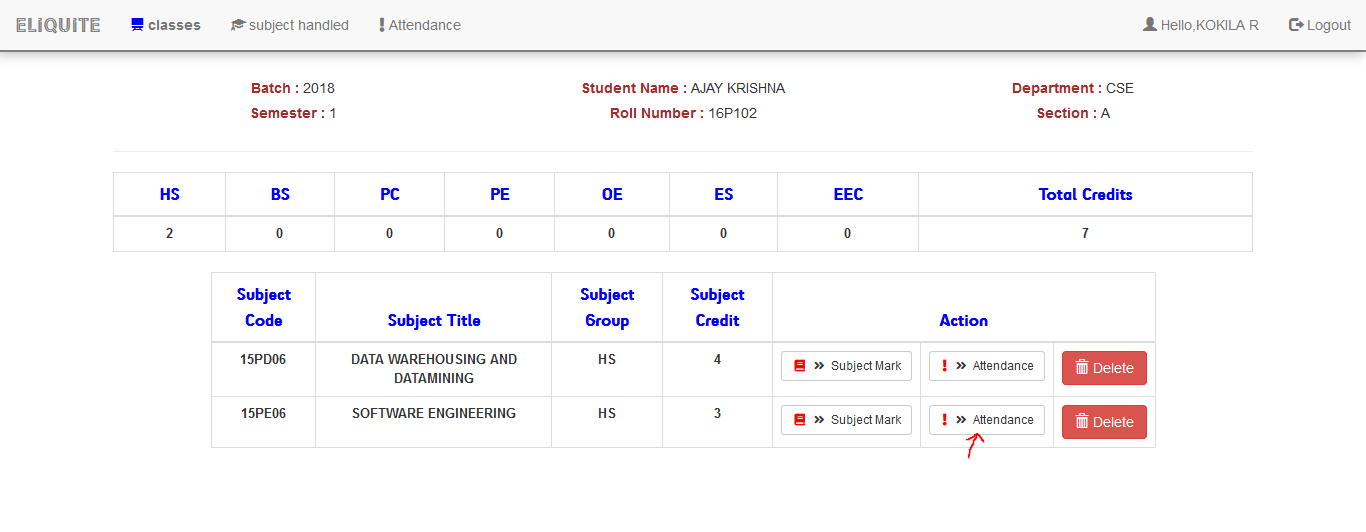 ELiQUiTE classes subject handled Attendance Hello,KOKILA R Logout
Batch : 2018 Student Name : AJAY KRISHNA Department : CSE
Semester : 1 Roll Number : 16P102 Section : A
HS BS PC PE OE ES EEC Total Credits
2 0 0 0 0 0 0 7
Subject Subject Subject
Code Subject Title Group Credit Action
15PD06 DATA WAREHOUSING AND HS 4 Subject Mark Attendance Delete
DATAMINING
15PE06 SOFTWARE ENGINEERING HS 3 Subject Mark Attendance Delete